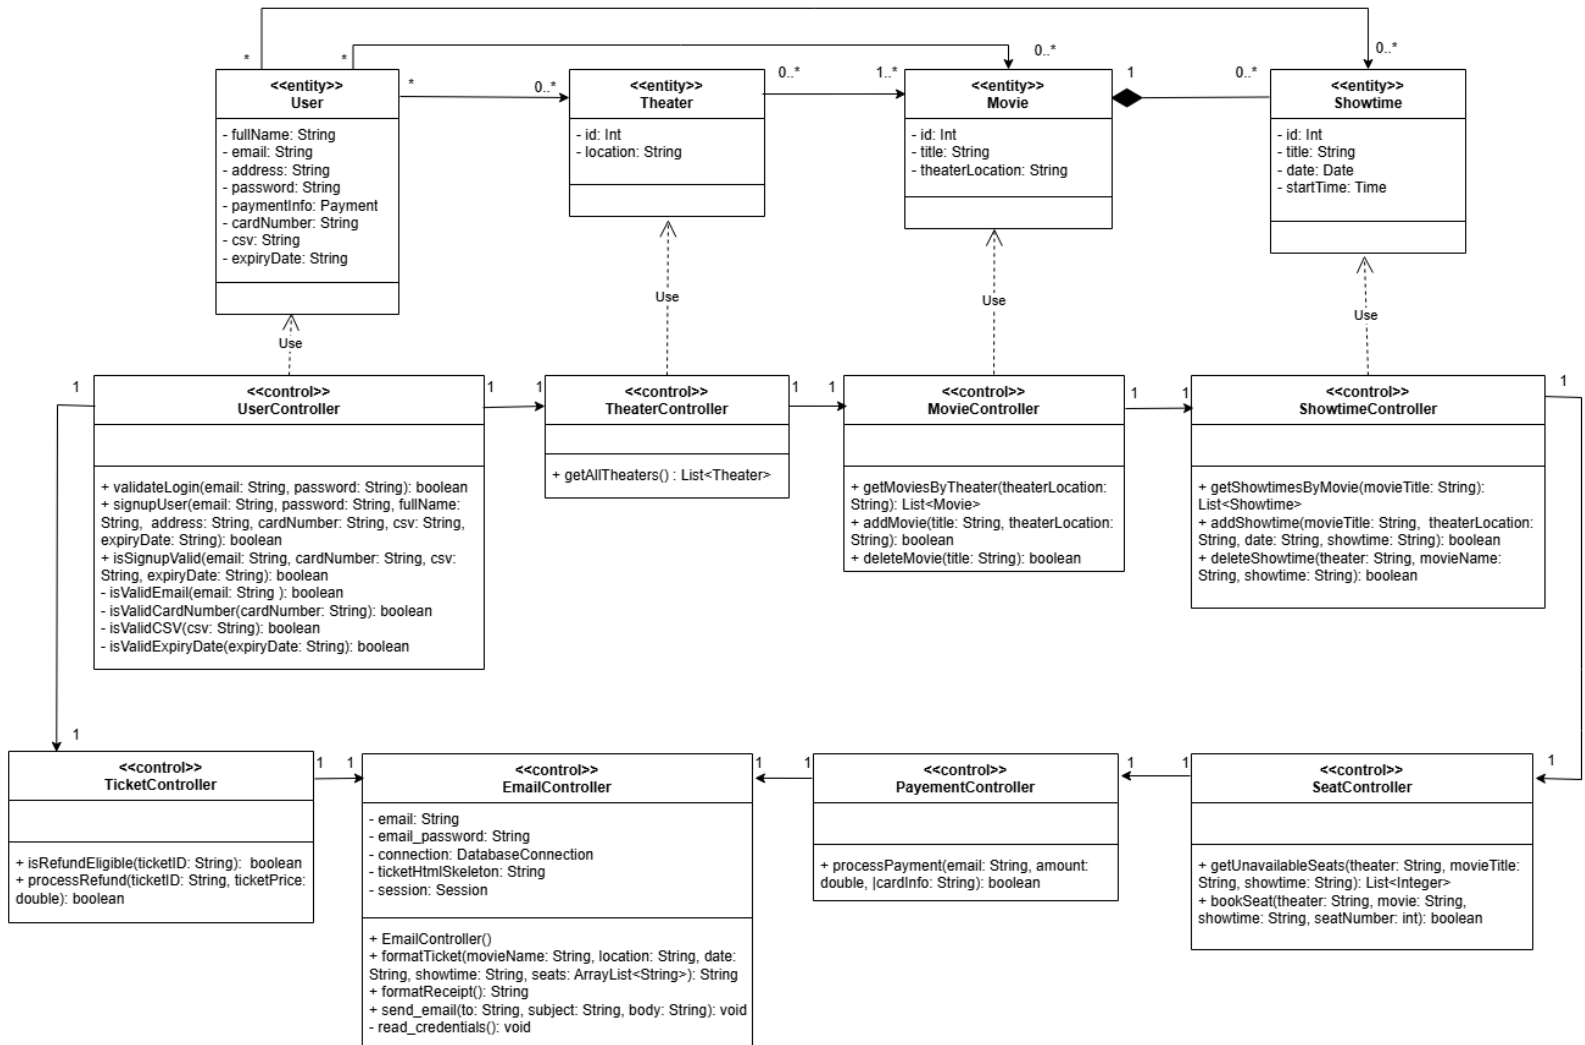 *
*
0..*
0..*
<<entity>>
User
- fullName: String
- email: String
- address: String
- password: String
- paymentInfo: Payment
- cardNumber: String
- csv: String
- expiryDate: String
*
0..*
<<entity>>
Theater
- id: Int
- location: String
0..*
1..*
<<entity>>
Movie
- id: Int
- title: String
- theaterLocation: String
1
0..*
<<entity>>
Showtime
- id: Int
- title: String
- date: Date
- startTime: Time
Use
Use
Use
Use
1
<<control>>
UserController
+ validateLogin(email: String, password: String): boolean
+ signupUser(email: String, password: String, fullName:
String,  address: String, cardNumber: String, csv: String,
expiryDate: String): boolean
+ isSignupValid(email: String, cardNumber: String, csv:
String, expiryDate: String): boolean
- isValidEmail(email: String ): boolean
- isValidCardNumber(cardNumber: String): boolean
- isValidCSV(csv: String): boolean
- isValidExpiryDate(expiryDate: String): boolean
1
1
<<control>>
TheaterController
+ getAllTheaters() : List<Theater>
1
1
<<control>>
MovieController
+ getMoviesByTheater(theaterLocation:
String): List<Movie>
+ addMovie(title: String, theaterLocation:
String): boolean
+ deleteMovie(title: String): boolean
1
1
<<control>>
ShowtimeController
+ getShowtimesByMovie(movieTitle: String):
List<Showtime>
+ addShowtime(movieTitle: String,  theaterLocation:
String, date: String, showtime: String): boolean
+ deleteShowtime(theater: String, movieName:
String, showtime: String): boolean
1
1
<<control>>
TicketController
+ isRefundEligible(ticketID: String):  boolean
+ processRefund(ticketID: String, ticketPrice:
double): boolean
1
1
<<control>>
EmailController
- email: String
- email_password: String
- connection: DatabaseConnection
- ticketHtmlSkeleton: String
- session: Session
+ EmailController()
+ formatTicket(movieName: String, location: String, date:
String, showtime: String, seats: ArrayList<String>): String
+ formatReceipt(): String
+ send_email(to: String, subject: String, body: String): void
- read_credentials(): void
1
1
<<control>>
PayementController
+ processPayment(email: String, amount:
double, |cardInfo: String): boolean
1
1
<<control>>
SeatController
+ getUnavailableSeats(theater: String, movieTitle:
String, showtime: String): List<Integer>
+ bookSeat(theater: String, movie: String,
showtime: String, seatNumber: int): boolean
1